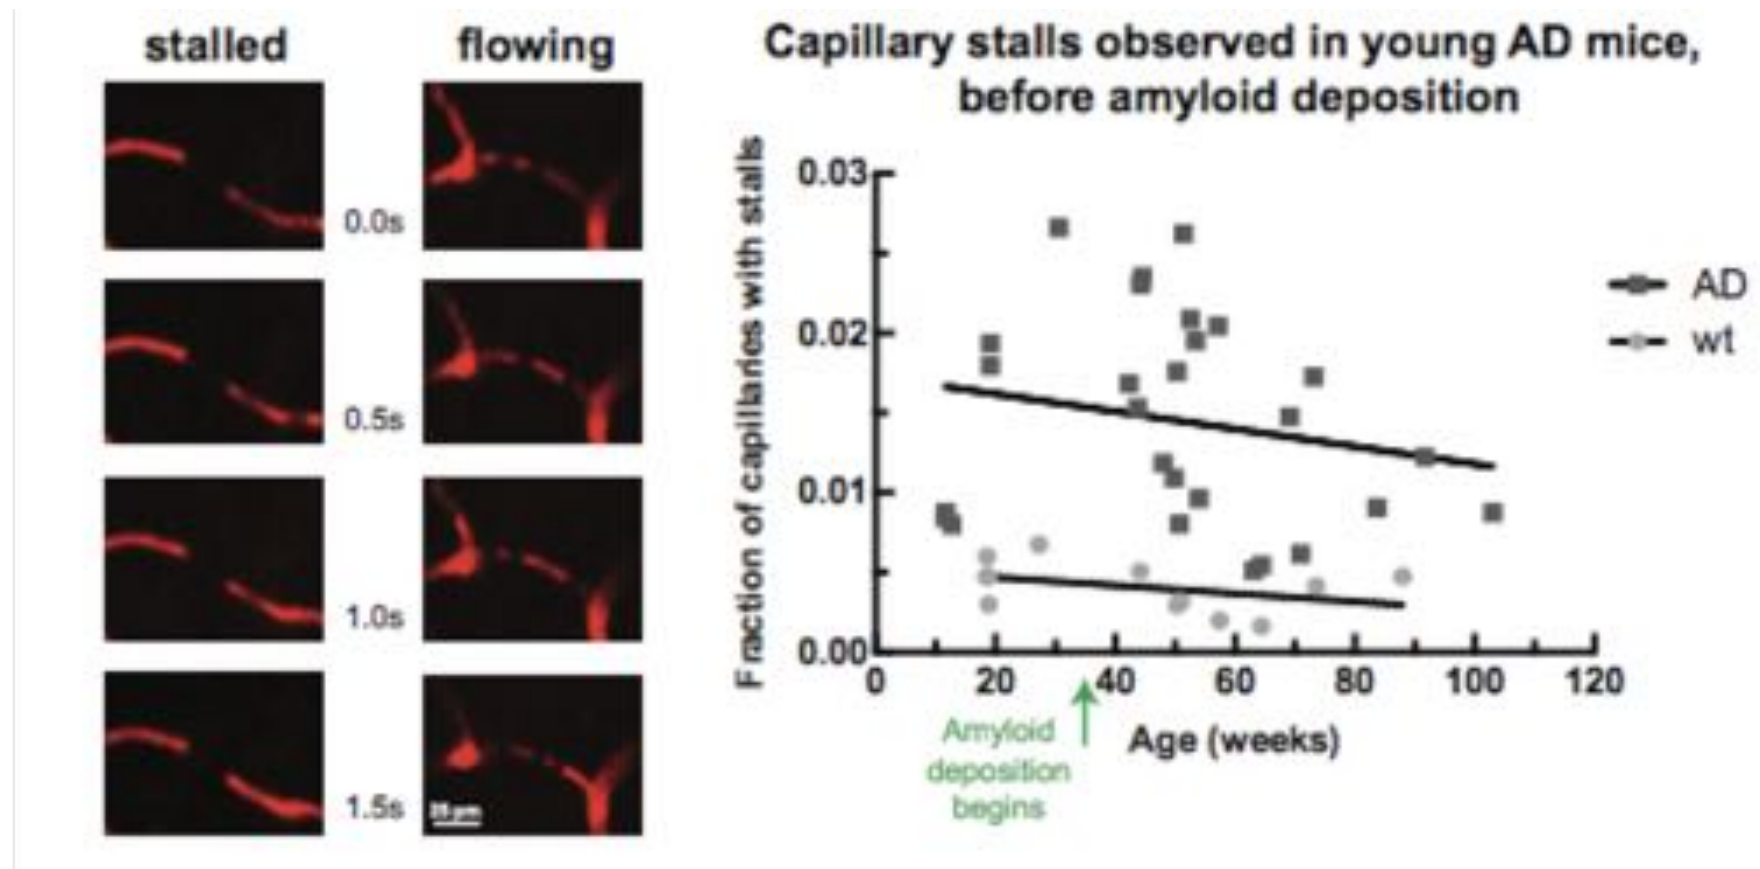 stalled
flowing
0.0s
0.5s
1.0s
1.5s
Capillary stalls observed in young AD mice,
before amyloid deposition
Fraction of capillaries with stalls
0.03
0.02
0.01
0.00
0 20 40 60 80 100 120
Age (weeks)
Amyloid
deposition
begins
AD
wt